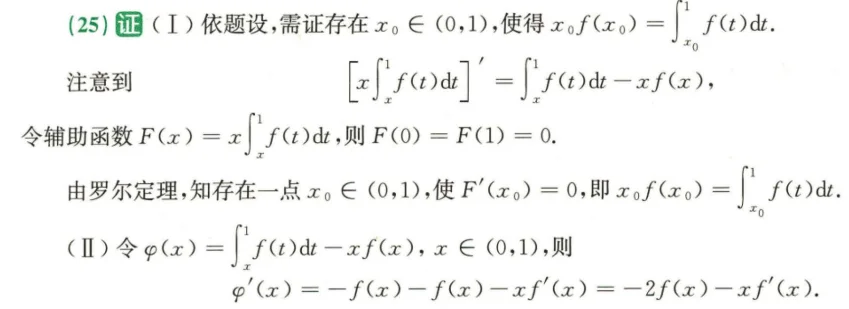 (25) 证 (Ⅰ)依题设,需证存在 x₀ ∈ (0,1),使得 x₀f(x₀) = ∫_{x₀}^{1} f(t)dt.
注意到 [x∫_{x}^{1} f(t)dt]′ = ∫_{x}^{1} f(t)dt − xf(x),
令辅助函数 F(x) = x∫_{x}^{1} f(t)dt,则 F(0) = F(1) = 0.
由罗尔定理,知存在一点 x₀ ∈ (0,1),使 F′(x₀) = 0,即 x₀f(x₀) = ∫_{x₀}^{1} f(t)dt.
(Ⅱ)令 φ(x) = ∫_{x}^{1} f(t)dt − xf(x), x ∈ (0,1),则
φ′(x) = −f(x) − f(x) − xf′(x) = −2f(x) − xf′(x).